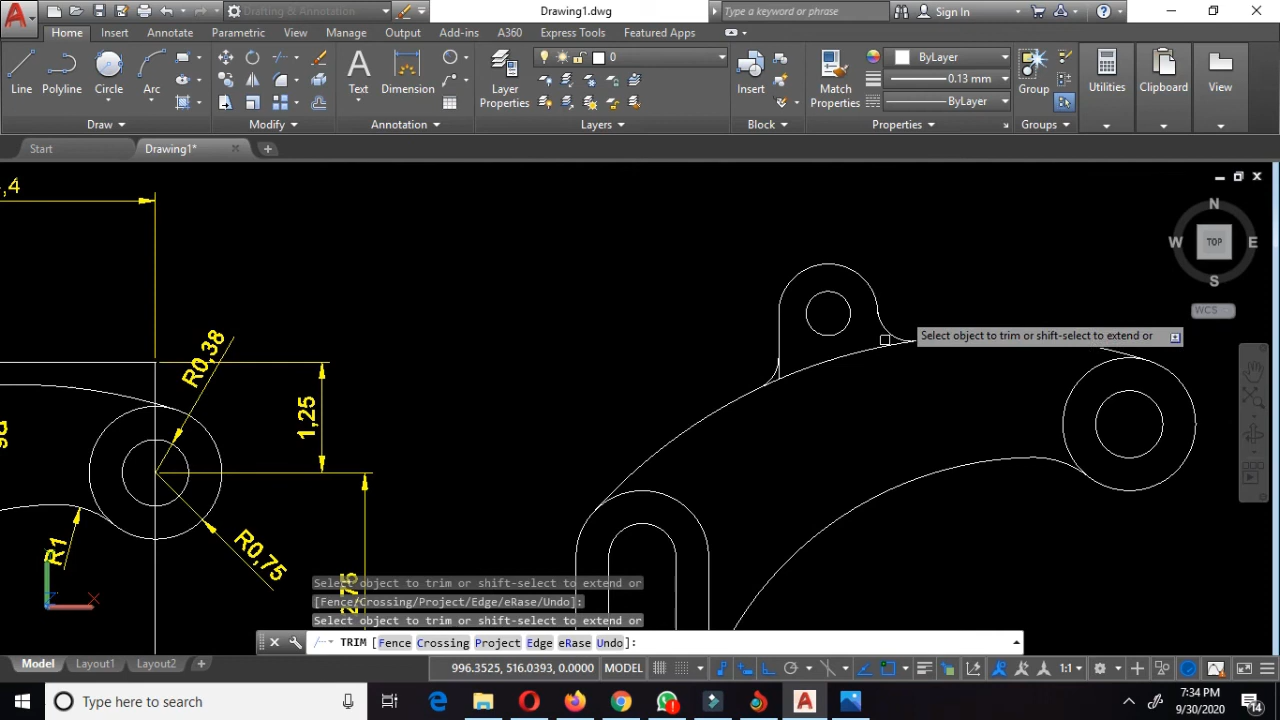 Drafting & Annotation
Drawing1.dwg
Type a keyword or phrase
Sign In
Home
Insert
Annotate
Parametric
View
Manage
Output
Add-ins
A360
Express Tools
Featured Apps
Line
Polyline
Circle
Arc
Text
Dimension
Layer
Properties
0
Insert
Match
Properties
ByLayer
0.13 mm
ByLayer
Group
Utilities
Clipboard
View
Draw
Modify
Annotation
Layers
Block
Properties
Groups
Start
Drawing1*
,4
N
W
TOP
E
S
WCS
R0,38
1,25
R1
R0,75
2,75
Select object to trim or shift-select to extend or
Select object to trim or shift-select to extend or
[Fence/Crossing/Project/Edge/eRase/Undo]:
Select object to trim or shift-select to extend or
TRIM [Fence Crossing Project Edge eRase Undo]:
Model
Layout1
Layout2
996.3525, 516.0393, 0.0000
MODEL
1:1
Type here to search
7:34 PM
9/30/2020
14